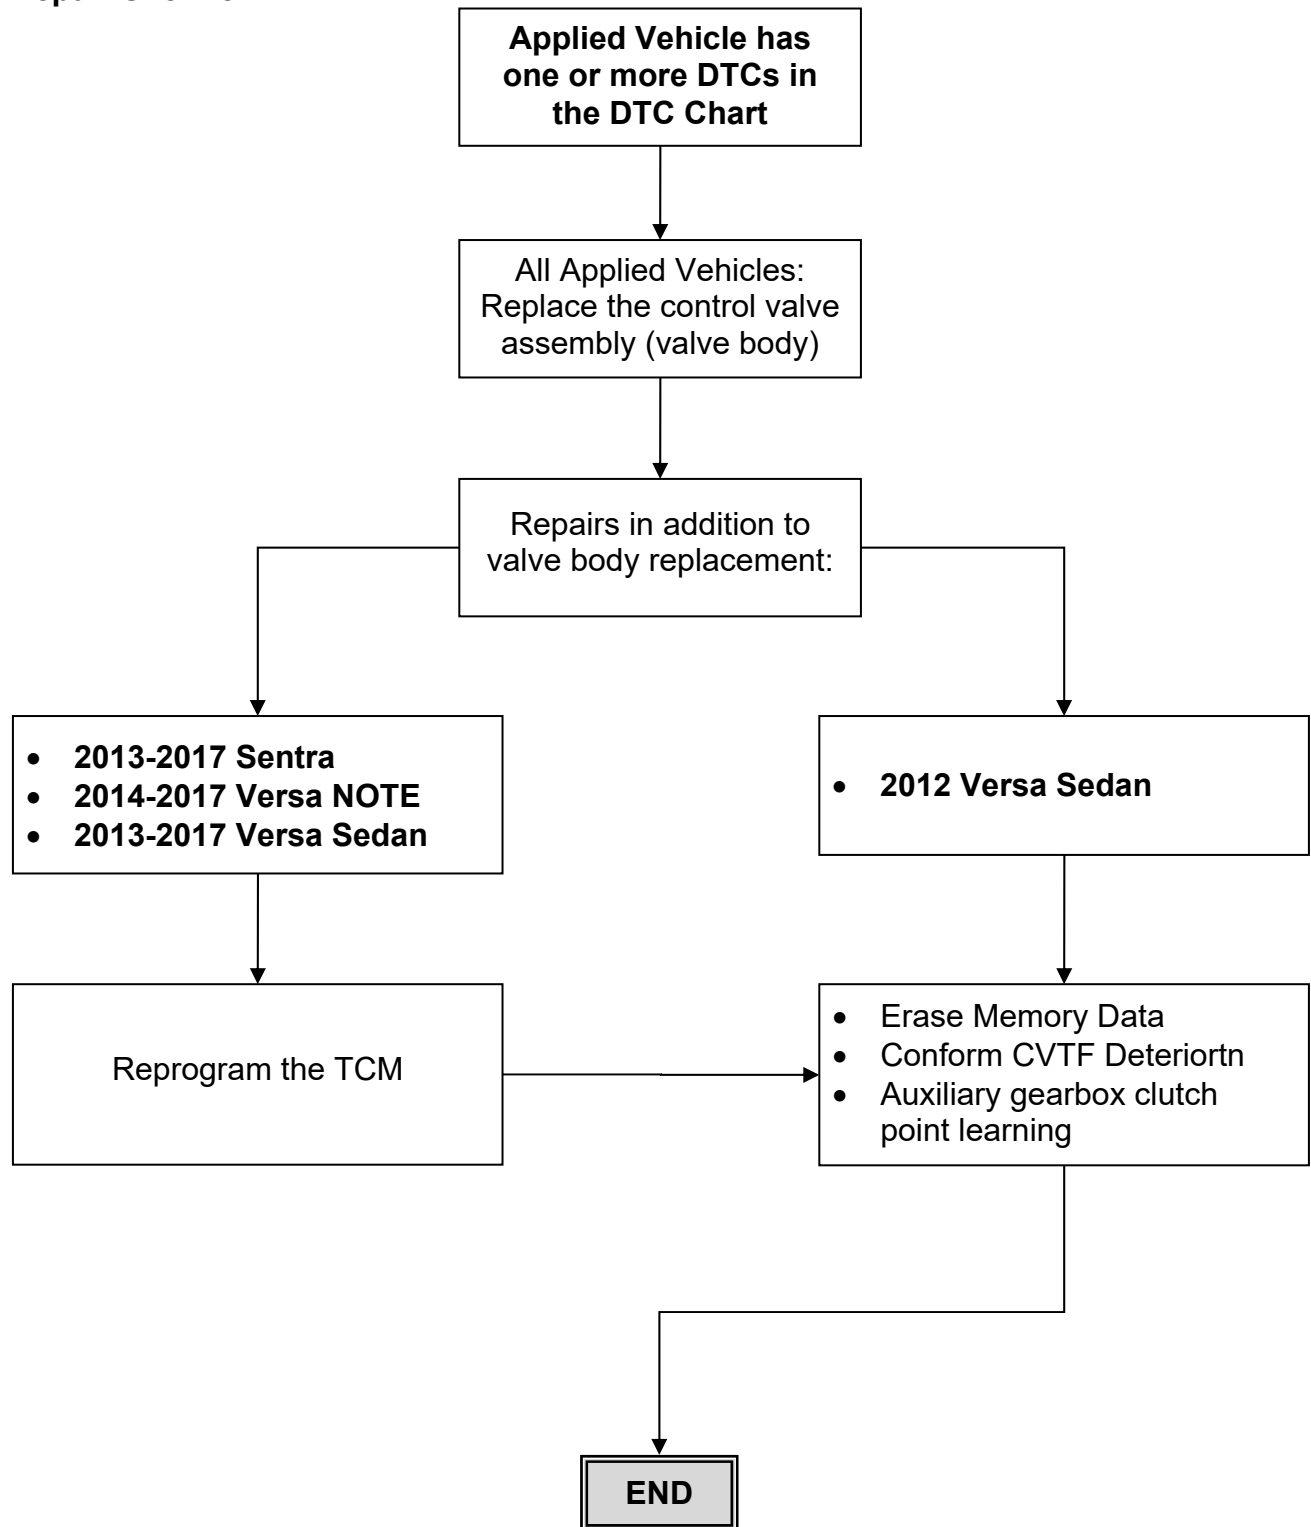 Applied Vehicle has
one or more DTCs in
the DTC Chart
All Applied Vehicles:
Replace the control valve
assembly (valve body)
Repairs in addition to
valve body replacement:
• 2013-2017 Sentra
• 2014-2017 Versa NOTE
• 2013-2017 Versa Sedan
• 2012 Versa Sedan
Reprogram the TCM
• Erase Memory Data
• Conform CVTF Deteriortn
• Auxiliary gearbox clutch
point learning
END